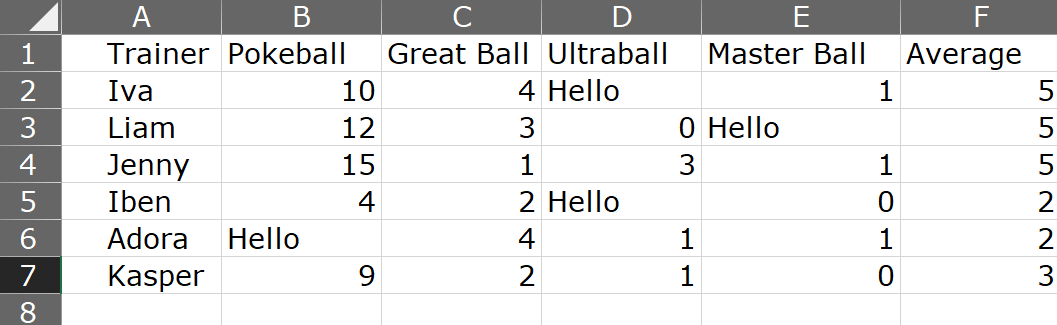 A B C D E F
1 Trainer Pokeball Great Ball Ultraball Master Ball Average
2 Iva 10 4 Hello 1 5
3 Liam 12 3 0 Hello 5
4 Jenny 15 1 3 1 5
5 Iben 4 2 Hello 0 2
6 Adora Hello 4 1 1 2
7 Kasper 9 2 1 0 3
8